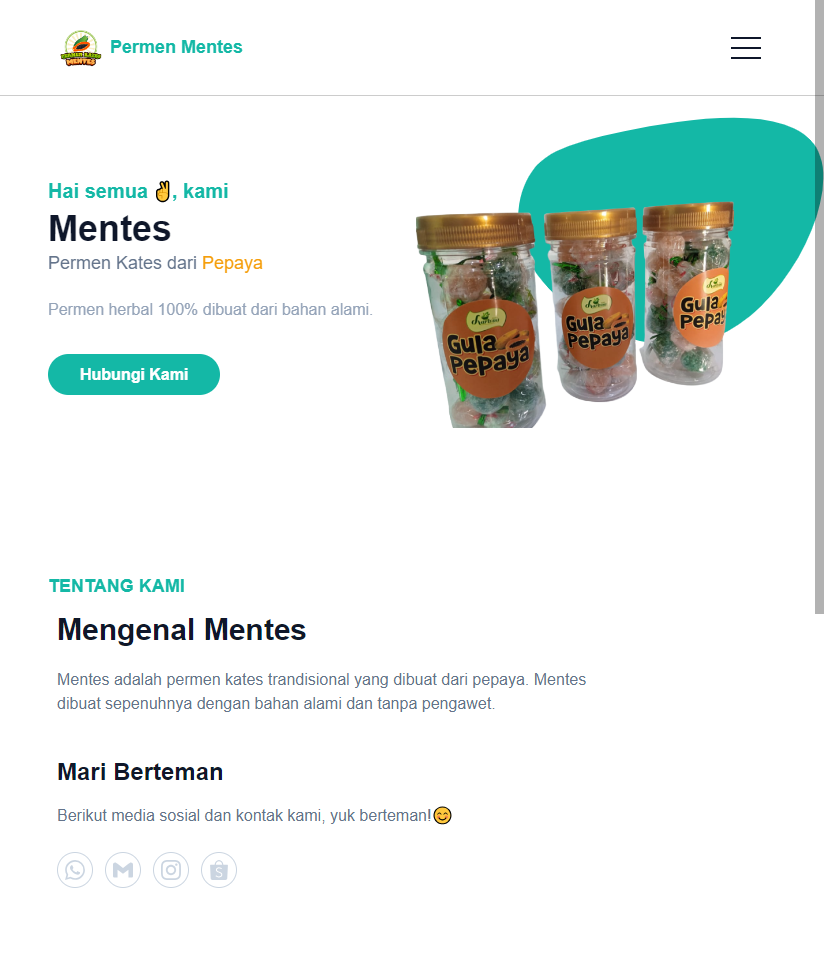 PERMEN KATES
MENTES
Permen Mentes
Hai semua ✌, kami
Mentes
Permen Kates dari Pepaya
Permen herbal 100% dibuat dari bahan alami.
Hubungi Kami
Gula
Pepaya
Gula
Pepaya
Gula
Pepaya
TENTANG KAMI
Mengenal Mentes
Mentes adalah permen kates trandisional yang dibuat dari pepaya. Mentes
dibuat sepenuhnya dengan bahan alami dan tanpa pengawet.
Mari Berteman
Berikut media sosial dan kontak kami, yuk berteman!😊